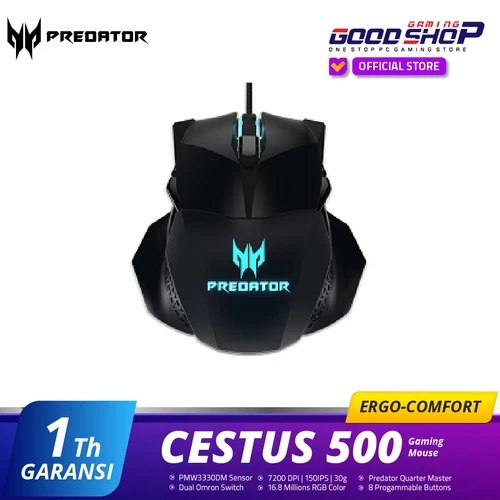 PREDATOR
GAMING
GOOD SHOP
ONE STOP PC GAMING STORE
OFFICIAL STORE
PREDATOR
ERGO-COMFORT
1 Th
GARANSI
CESTUS 500 Gaming Mouse
• PMW3330DM Sensor • 7200 DPI | 150IPS | 30g • Predator Quarter Master
• Dual Omron Switch • 16.8 Millions RGB Color • 8 Progammable Buttons